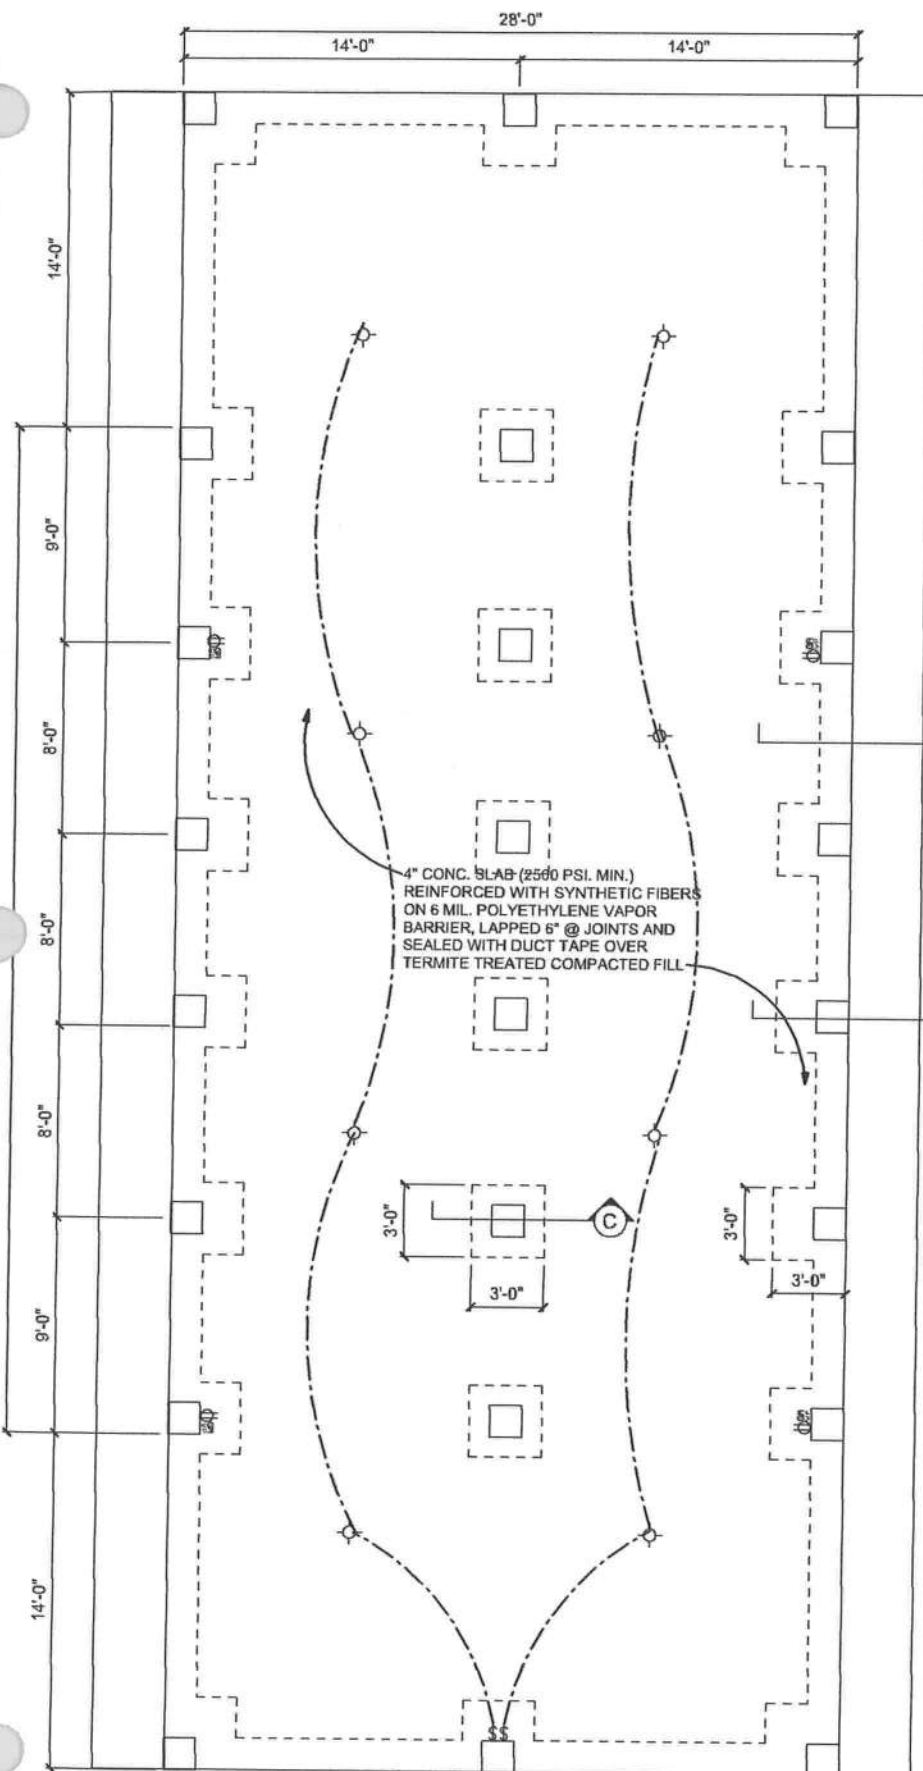 28'-0"
14'-0"
14'-0"
14'-0"
9'-0"
8'-0"
8'-0"
4" CONC. SLAB (2500 PSI. MIN.)
REINFORCED WITH SYNTHETIC FIBERS
ON 6 MIL. POLYETHYLENE VAPOR
BARRIER, LAPPED 6" @ JOINTS AND
SEALED WITH DUCT TAPE OVER
TERMITE TREATED COMPACTED FILL
8'-0"
3'-0"
C
3'-0"
3'-0"
3'-0"
9'-0"
14'-0"
$$